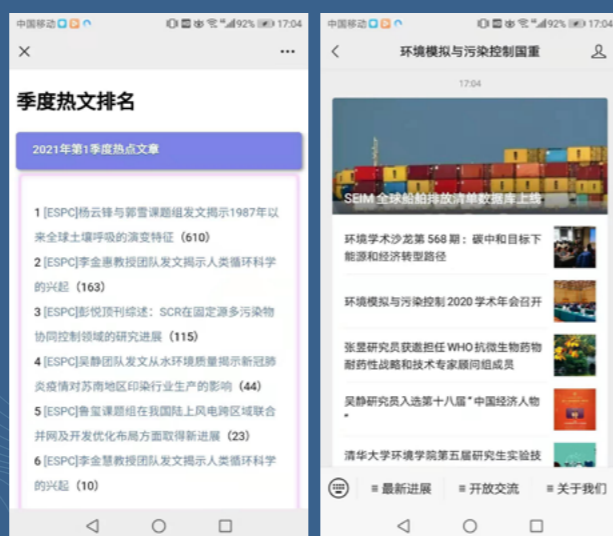 中国移动
92% 17:04
季度热文排名
2021年第1季度热点文章
1 [ESPC]杨云锋与郭雪课题组发文揭示1987年以
来全球土壤呼吸的演变特征（610）
2 [ESPC]李金惠教授团队发文揭示人类循环科学
的兴起（163）
3 [ESPC]彭悦顶刊综述：SCR在固定源多污染物
协同控制领域的研究进展（115）
4 [ESPC]吴静团队发文从水环境质量揭示新冠肺
炎疫情对苏南地区印染行业生产的影响（44）
5 [ESPC]鲁玺课题组在我国陆上风电跨区域联合
并网及开发优化布局方面取得新进展（23）
6 [ESPC]李金慧教授团队发文揭示人类循环科学
的兴起（10）
中国移动
92% 17:04
环境模拟与污染控制国重
17:04
SEIM 全球船舶排放清单数据库上线
环境学术沙龙第 568 期：碳中和目标下
能源和经济转型路径
环境模拟与污染控制 2020 学术年会召开
张昱研究员获邀担任 WHO 抗微生物药物
耐药性战略和技术专家顾问组成员
吴静研究员入选第十八届“中国经济人物
”
清华大学环境学院第五届研究生实验技
最新进展
开放交流
关于我们